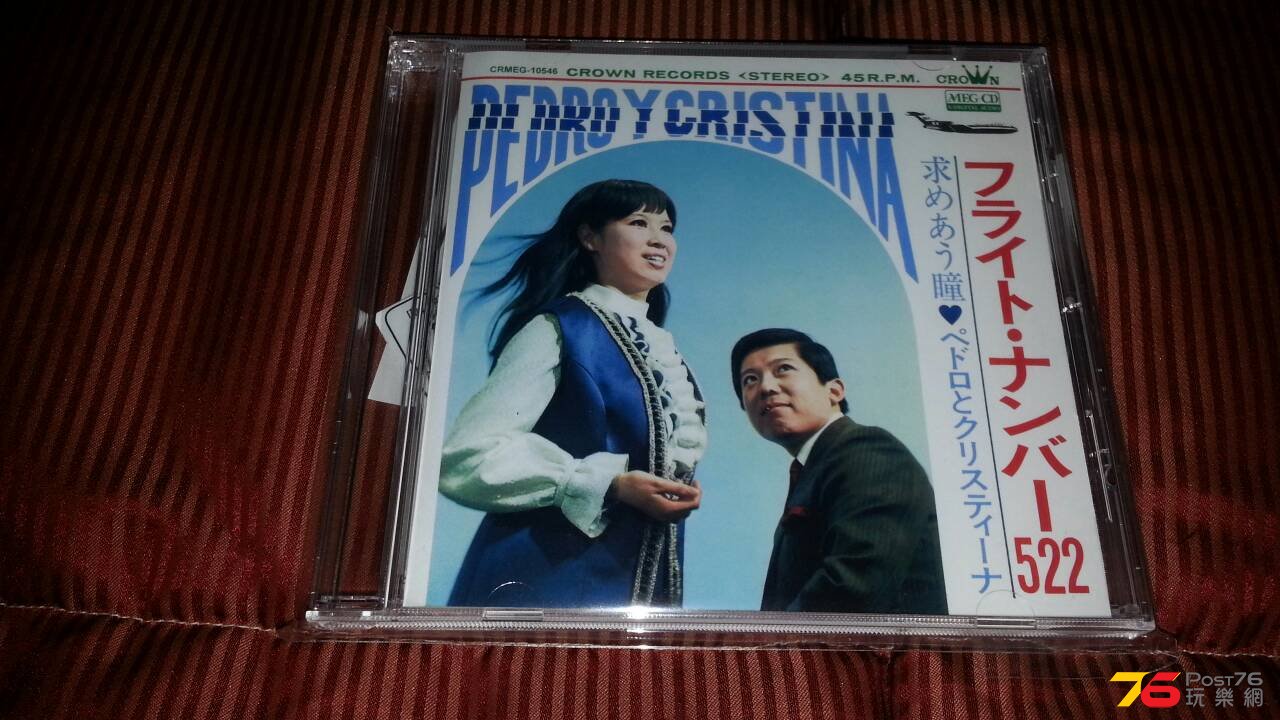 CRMEG-10546 CROWN RECORDS <STEREO> 45R.P.M. CROWN
MEG-CD
PEDRO Y CRISTINA
フライト・ナンバー522
求めあう瞳♥ペドロとクリスティーナ
76 Post76
玩樂網